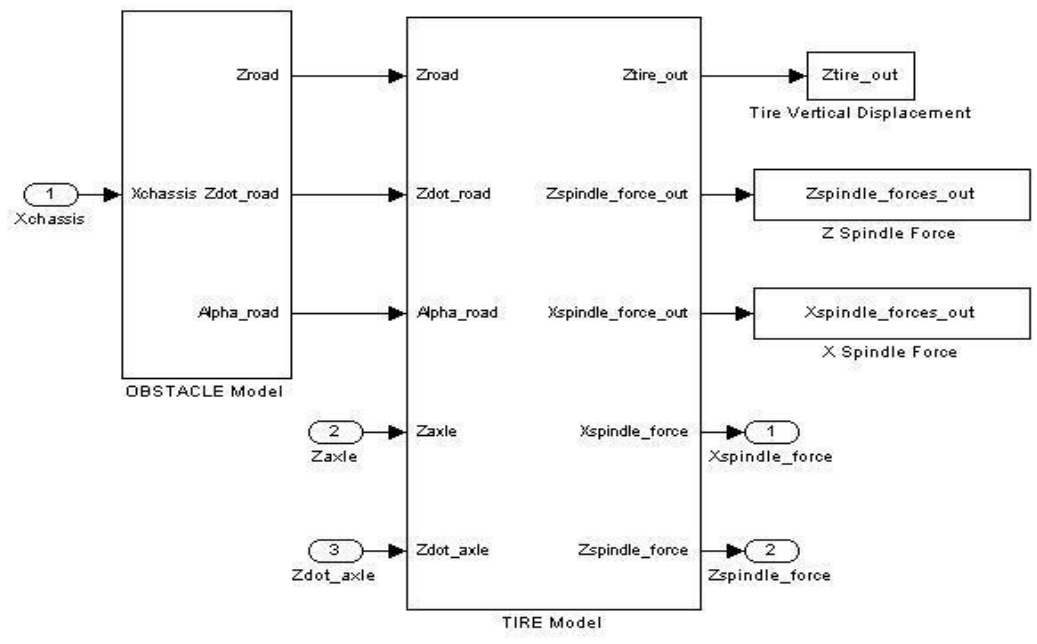 Zroad
Zroad
Ztire_out
Ztire_out
Tire Vertical Displacement
1
Xchassis
Xchassis Zdot_road
Zdot_road
Zspindle_force_out
Zspindle_forces_out
Z Spindle Force
Alpha_road
Alpha_road
Xspindle_force_out
Xspindle_forces_out
X Spindle Force
OBSTACLE Model
2
Zaxle
Zaxle
Xspindle_force
1
Xspindle_force
3
Zdot_axle
Zdot_axle
Zspindle_force
2
Zspindle_force
TIRE Model